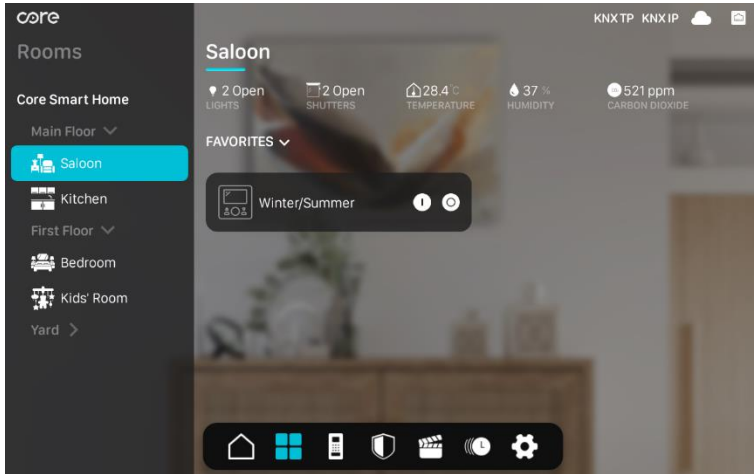 core
KNX TP KNX IP
Rooms
Saloon
2 Open 2 Open 28.4°C 37 % 521 ppm
LIGHTS SHUTTERS TEMPERATURE HUMIDITY CARBON DIOXIDE
Core Smart Home
Main Floor
FAVORITES
Saloon
Kitchen
Winter/Summer
First Floor
Bedroom
Kids' Room
Yard